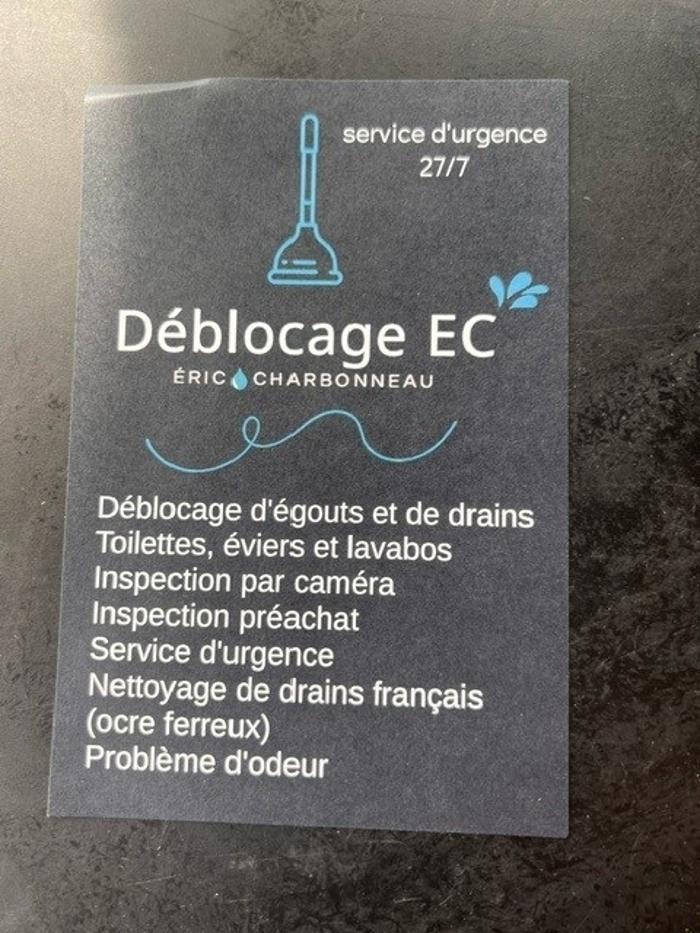 service d'urgence
27/7
Déblocage EC
ÉRIC CHARBONNEAU
Déblocage d'égouts et de drains
Toilettes, éviers et lavabos
Inspection par caméra
Inspection préachat
Service d'urgence
Nettoyage de drains français
(ocre ferreux)
Problème d'odeur